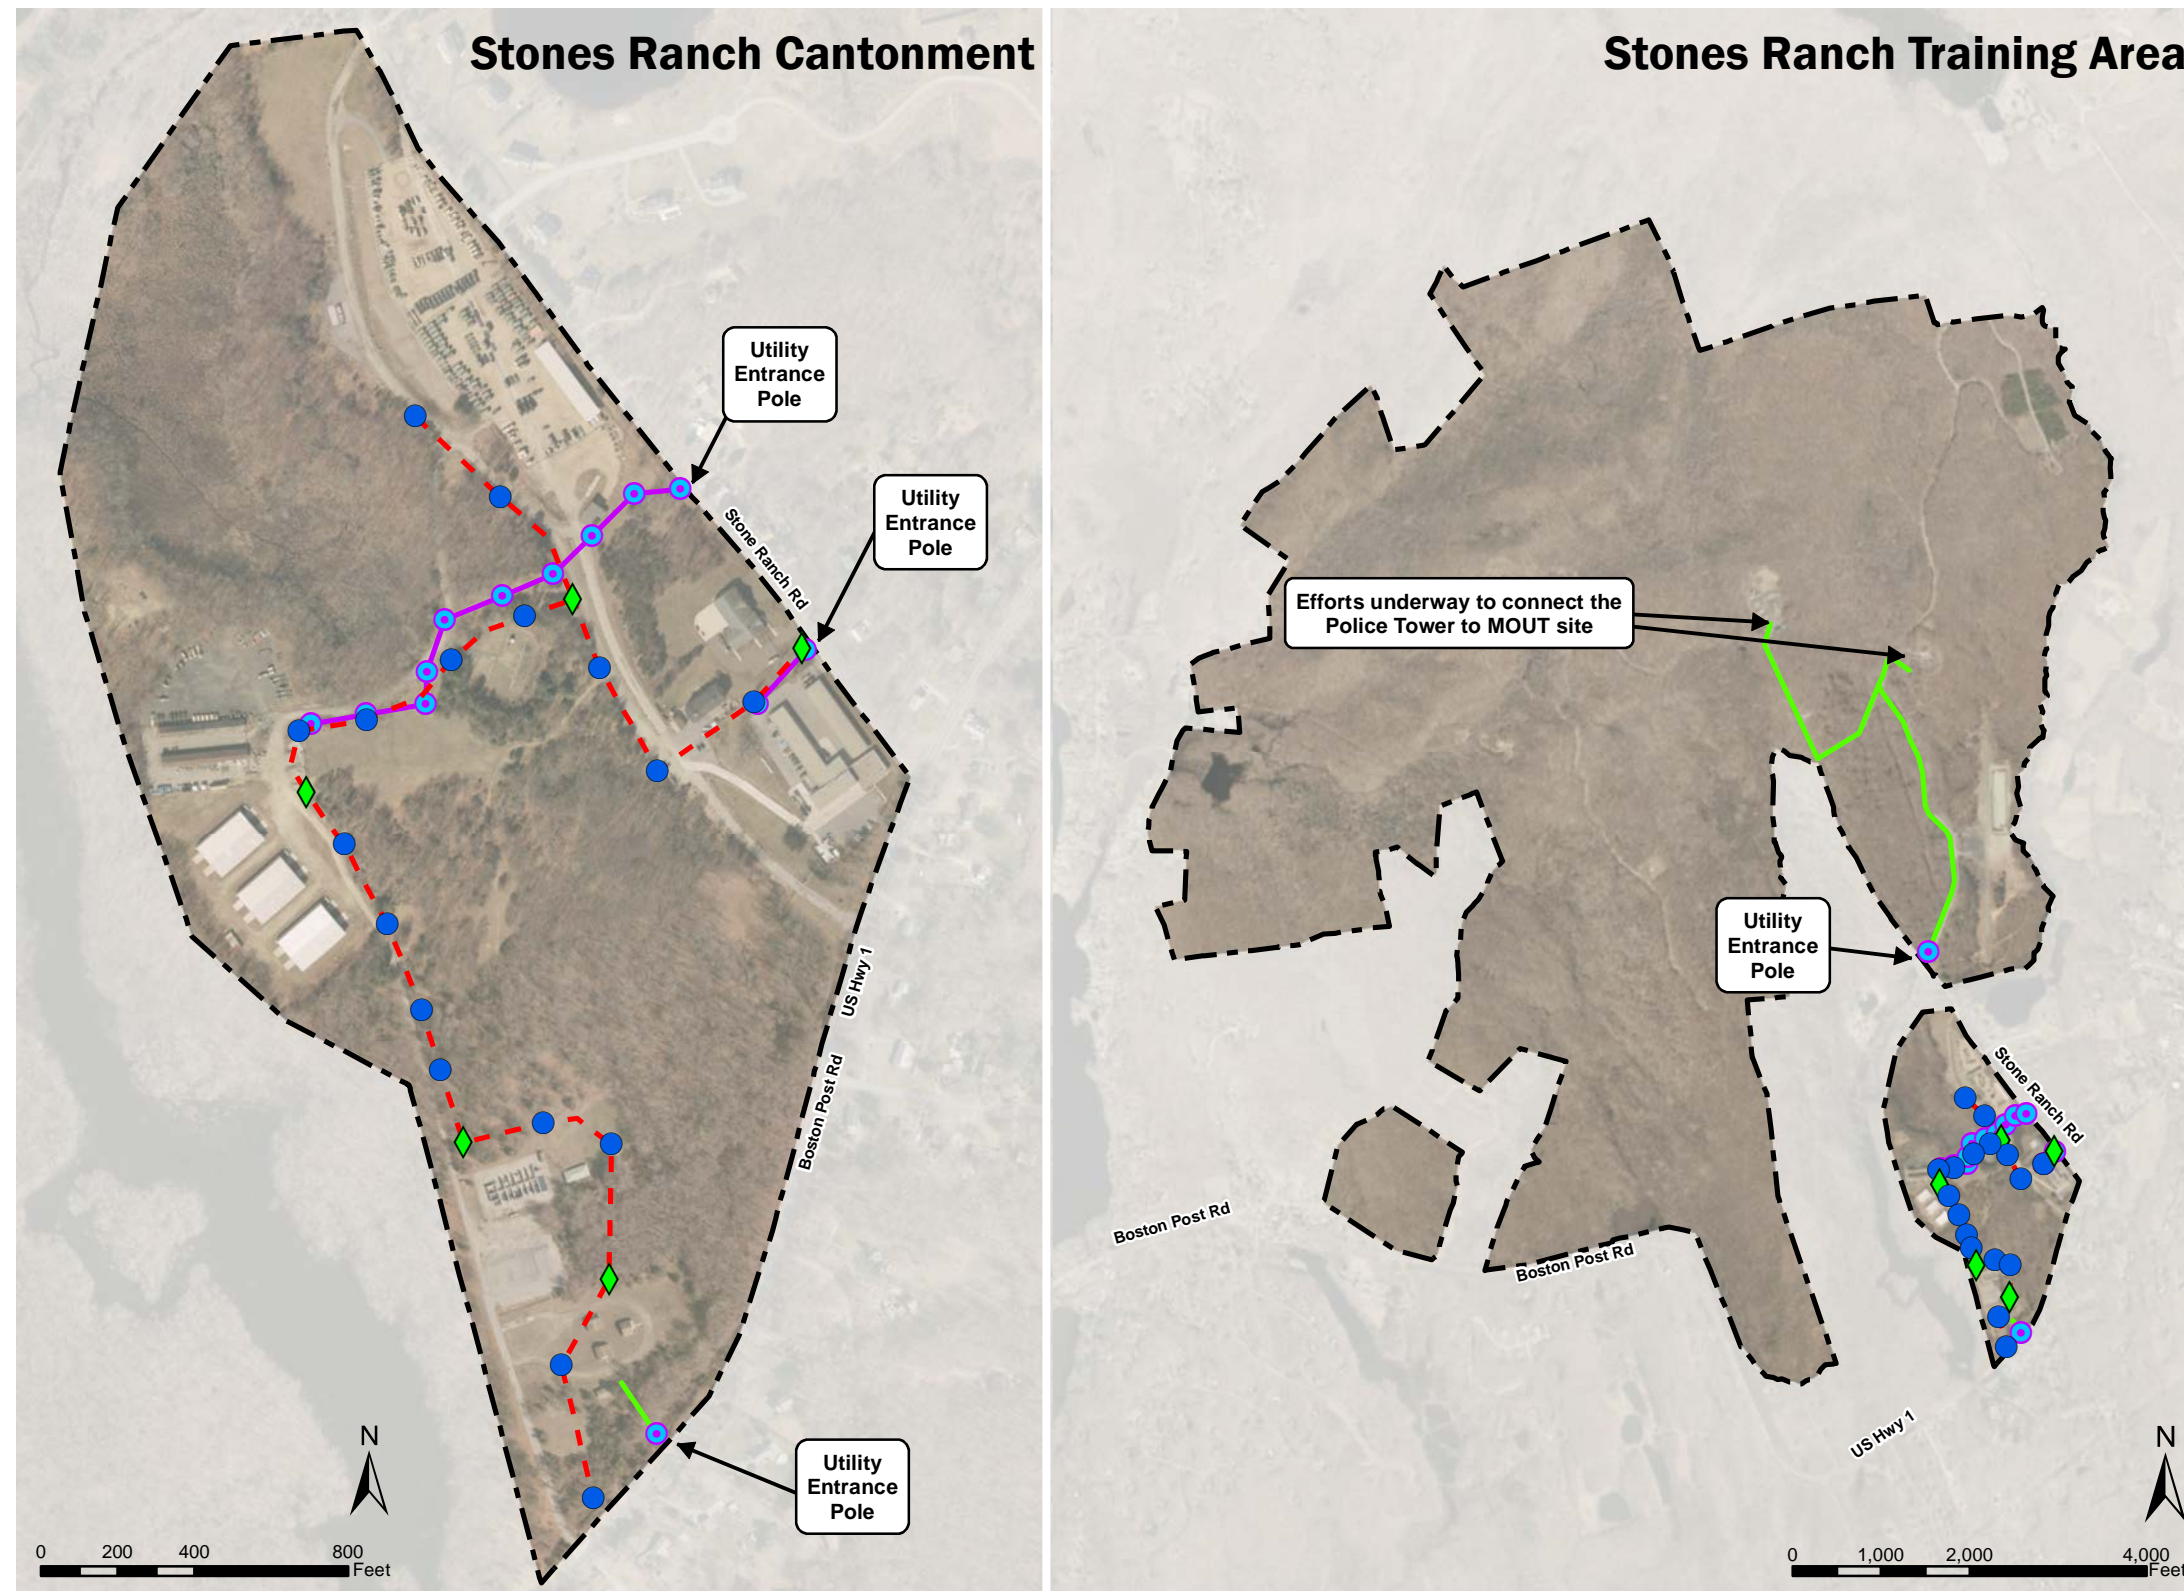 Stones Ranch Cantonment
Utility
Entrance
Pole
Utility
Entrance
Pole
Stone Ranch Rd
US Hwy 1
Boston Post Rd
Utility
Entrance
Pole
N
0 200 400 800
Feet
Stones Ranch Training Area
Efforts underway to connect the
Police Tower to MOUT site
Utility
Entrance
Pole
Stone Ranch Rd
Boston Post Rd
Boston Post Rd
US Hwy 1
N
0 1,000 2,000 4,000
Feet